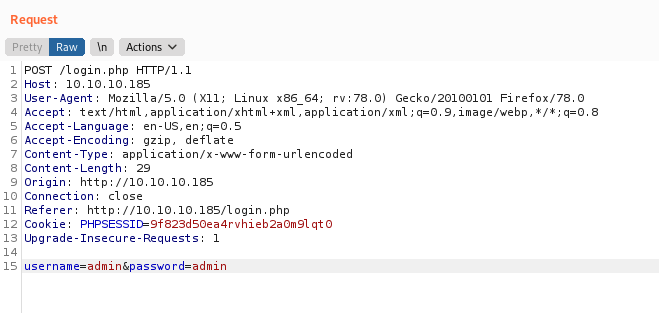 Request
Pretty Raw \n Actions
1 POST /login.php HTTP/1.1
2 Host: 10.10.10.185
3 User-Agent: Mozilla/5.0 (X11; Linux x86_64; rv:78.0) Gecko/20100101 Firefox/78.0
4 Accept: text/html,application/xhtml+xml,application/xml;q=0.9,image/webp,*/*;q=0.8
5 Accept-Language: en-US,en;q=0.5
6 Accept-Encoding: gzip, deflate
7 Content-Type: application/x-www-form-urlencoded
8 Content-Length: 29
9 Origin: http://10.10.10.185
10 Connection: close
11 Referer: http://10.10.10.185/login.php
12 Cookie: PHPSESSID=9f823d50ea4rvhieb2a0m9lqt0
13 Upgrade-Insecure-Requests: 1
14
15 username=admin&password=admin